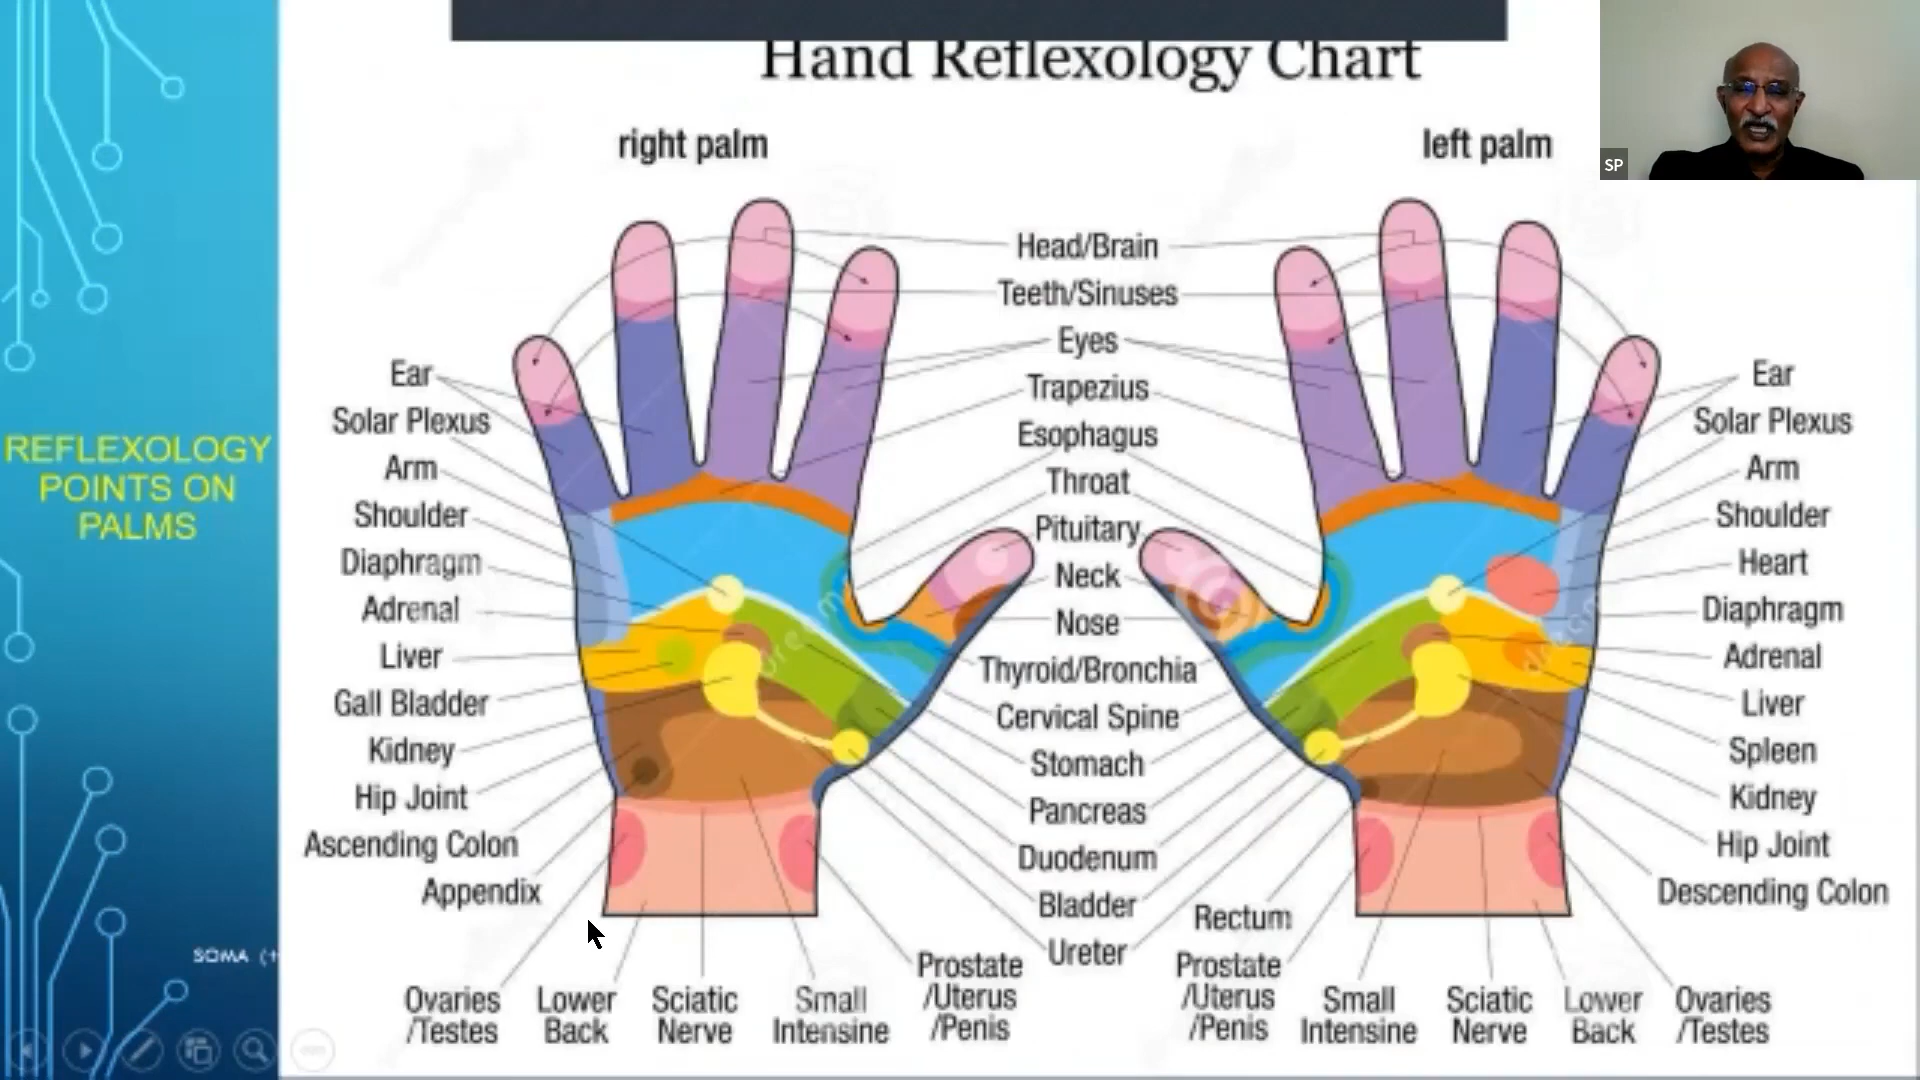 Hand Reflexology Chart
right palm
left palm
SP
REFLEXOLOGY
POINTS ON
PALMS
SOMA (+
Ear
Solar Plexus
Arm
Shoulder
Diaphragm
Adrenal
Liver
Gall Bladder
Kidney
Hip Joint
Ascending Colon
Appendix
Ovaries
/Testes
Lower
Back
Sciatic
Nerve
Small
Intensine
Prostate
/Uterus
/Penis
Head/Brain
Teeth/Sinuses
Eyes
Trapezius
Esophagus
Throat
Pituitary
Neck
Nose
Thyroid/Bronchia
Cervical Spine
Stomach
Pancreas
Duodenum
Bladder
Ureter
Rectum
Prostate
/Uterus
/Penis
Small
Intensine
Sciatic
Nerve
Lower
Back
Ovaries
/Testes
Ear
Solar Plexus
Arm
Shoulder
Heart
Diaphragm
Adrenal
Liver
Spleen
Kidney
Hip Joint
Descending Colon